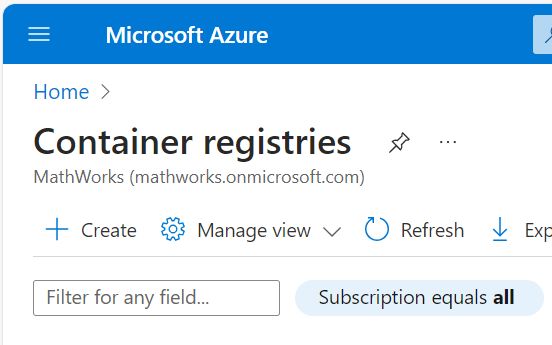 Microsoft Azure
Home
Container registries
MathWorks (mathworks.onmicrosoft.com)
Create Manage view Refresh Exp
Filter for any field... Subscription equals all